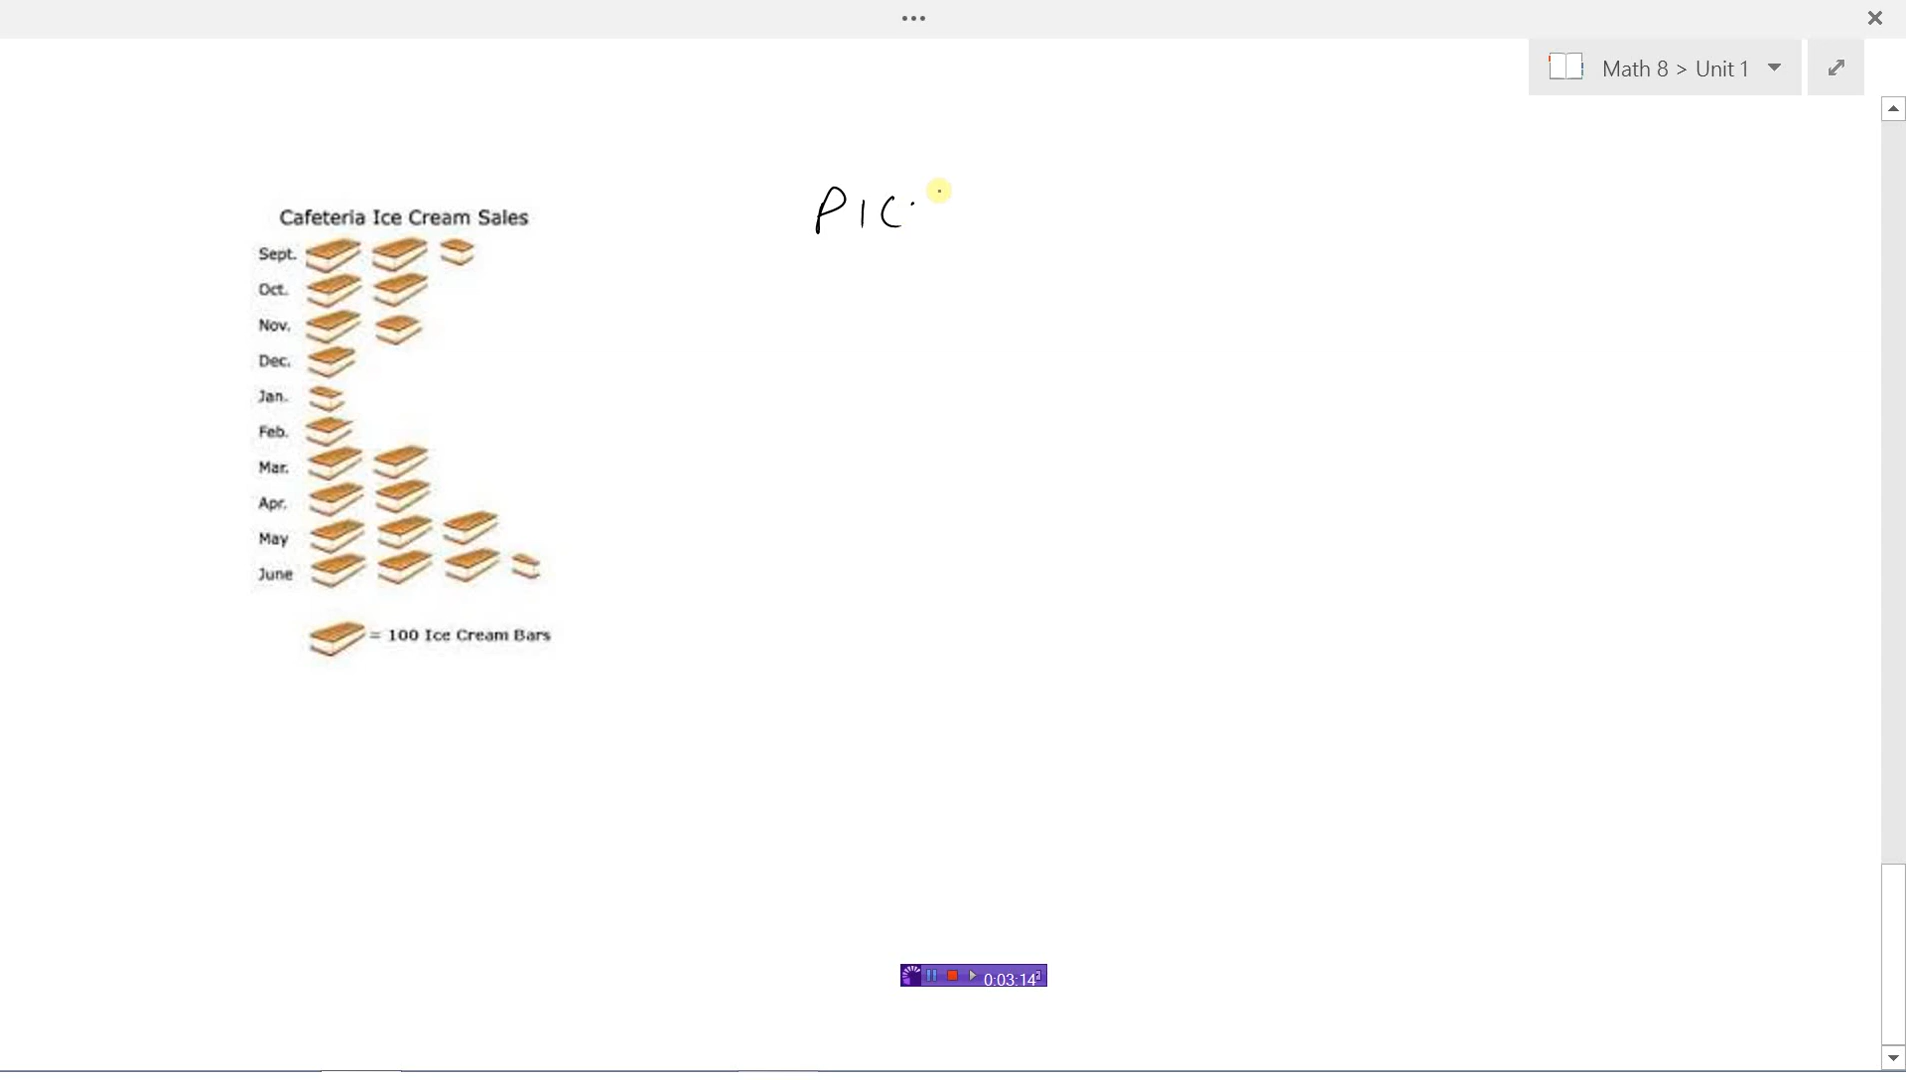 Math 8 > Unit 1
PIC
Cafeteria Ice Cream Sales
Sept.
Oct.
Nov.
Dec.
Jan.
Feb.
Mar.
Apr.
May
June
= 100 Ice Cream Bars
0:03:14